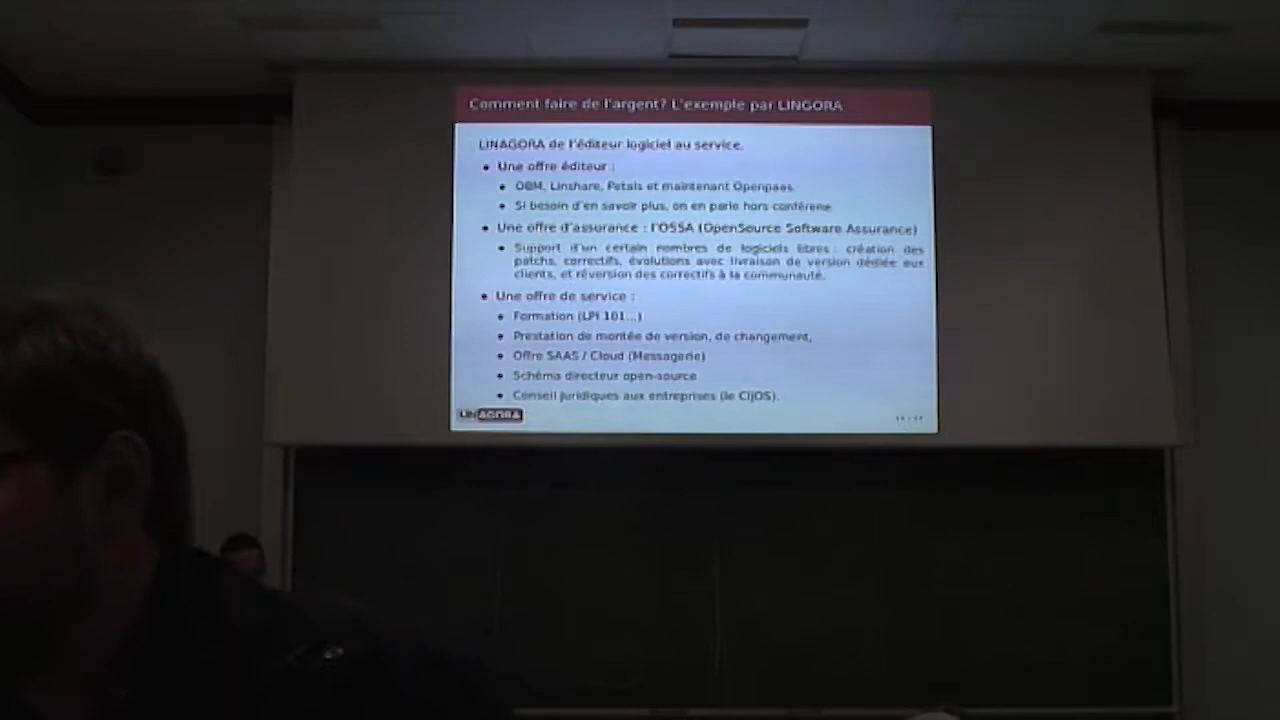 Comment faire de l'argent? L'exemple par LINGORA
LINAGORA de l'éditeur logiciel au service.
• Une offre éditeur :
• OBM, Linshare, Petals et maintenant Openpaas.
• Si besoin d'en savoir plus, on en parle hors conférene
• Une offre d'assurance : l'OSSA (OpenSource Software Assurance)
• Support d'un certain nombres de logiciels libres : création des
patchs, correctifs, évolutions avec livraison de version dédiée aux
clients, et réversion des correctifs à la communauté.
• Une offre de service :
• Formation (LPI 101...)
• Prestation de montée de version, de changement,
• Offre SAAS / Cloud (Messagerie)
• Schéma directeur open-source
• Conseil juridiques aux entreprises (le CIJOS).
LINAGORA